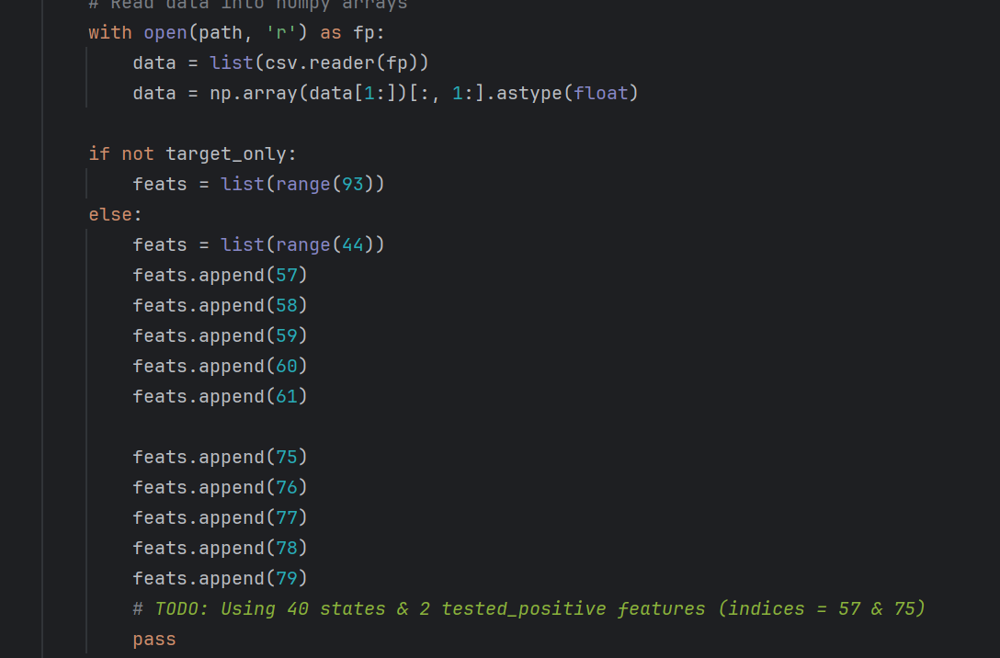 # Read data into numpy arrays
with open(path, 'r') as fp:
    data = list(csv.reader(fp))
    data = np.array(data[1:])[:, 1:].astype(float)
if not target_only:
    feats = list(range(93))
else:
    feats = list(range(44))
    feats.append(57)
    feats.append(58)
    feats.append(59)
    feats.append(60)
    feats.append(61)
    feats.append(75)
    feats.append(76)
    feats.append(77)
    feats.append(78)
    feats.append(79)
    # TODO: Using 40 states & 2 tested_positive features (indices = 57 & 75)
    pass